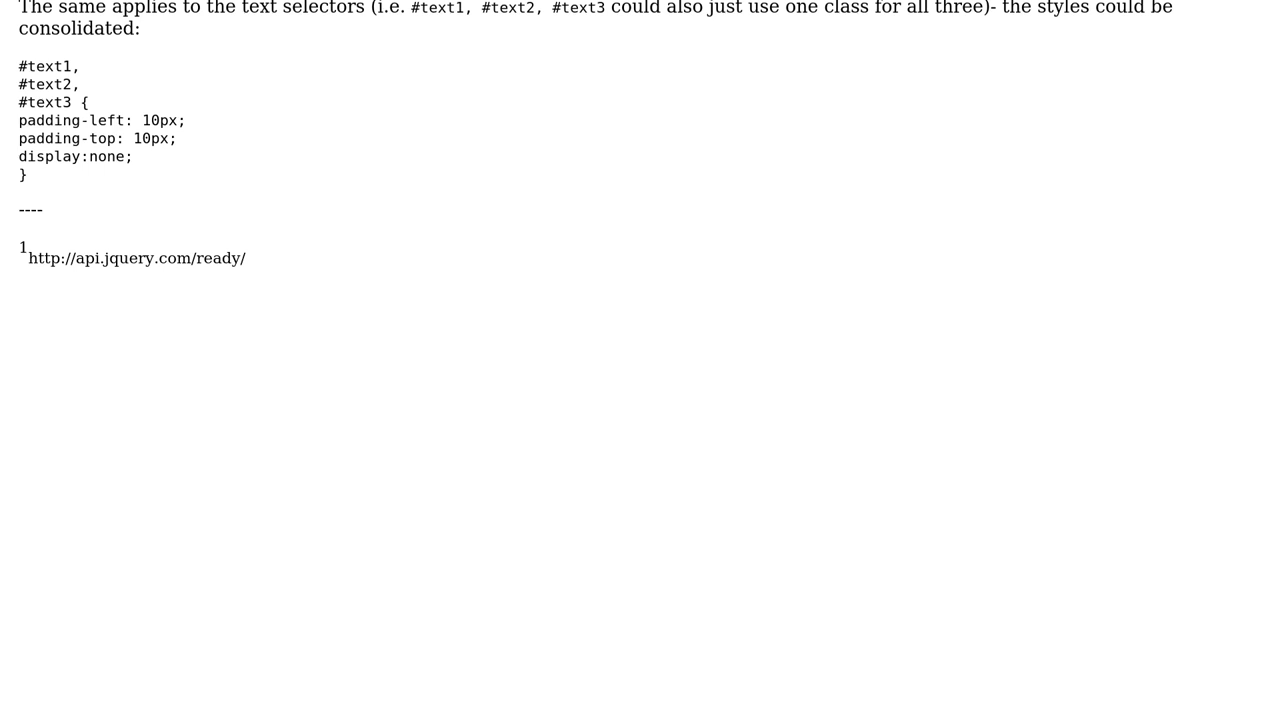 The same applies to the text selectors (i.e. #text1, #text2, #text3 could also just use one class for all three)- the styles could be
consolidated:
#text1,
#text2,
#text3 {
padding-left: 10px;
padding-top: 10px;
display:none;
}
----
1http://api.jquery.com/ready/